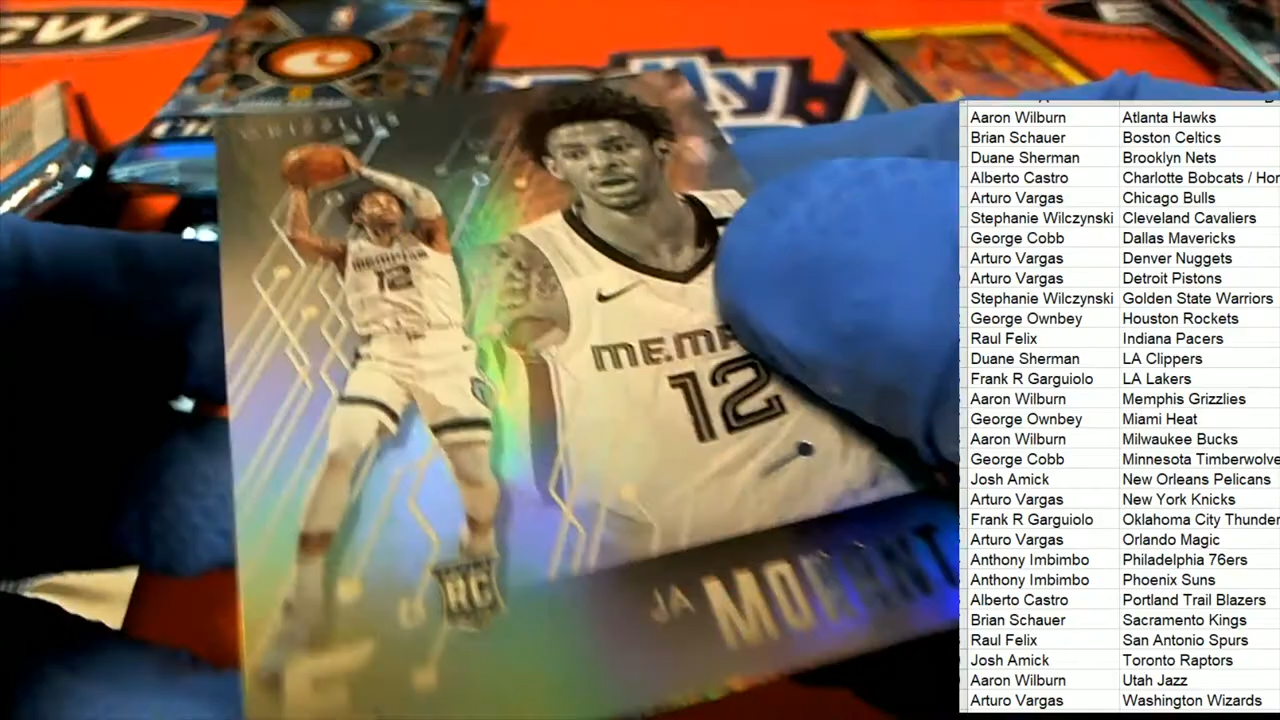 CW
My
GRIZZLIES
MEMPHIS
12
MEMP
12
RC
JA MORANT
Aaron Wilburn Atlanta Hawks
Brian Schauer Boston Celtics
Duane Sherman Brooklyn Nets
Alberto Castro Charlotte Bobcats / Hor
Arturo Vargas Chicago Bulls
Stephanie Wilczynski Cleveland Cavaliers
George Cobb Dallas Mavericks
Arturo Vargas Denver Nuggets
Arturo Vargas Detroit Pistons
Stephanie Wilczynski Golden State Warriors
George Ownbey Houston Rockets
Raul Felix Indiana Pacers
Duane Sherman LA Clippers
Frank R Garguiolo LA Lakers
Aaron Wilburn Memphis Grizzlies
George Ownbey Miami Heat
Aaron Wilburn Milwaukee Bucks
George Cobb Minnesota Timberwolve
Josh Amick New Orleans Pelicans
Arturo Vargas New York Knicks
Frank R Garguiolo Oklahoma City Thunder
Arturo Vargas Orlando Magic
Anthony Imbimbo Philadelphia 76ers
Anthony Imbimbo Phoenix Suns
Alberto Castro Portland Trail Blazers
Brian Schauer Sacramento Kings
Raul Felix San Antonio Spurs
Josh Amick Toronto Raptors
Aaron Wilburn Utah Jazz
Arturo Vargas Washington Wizards